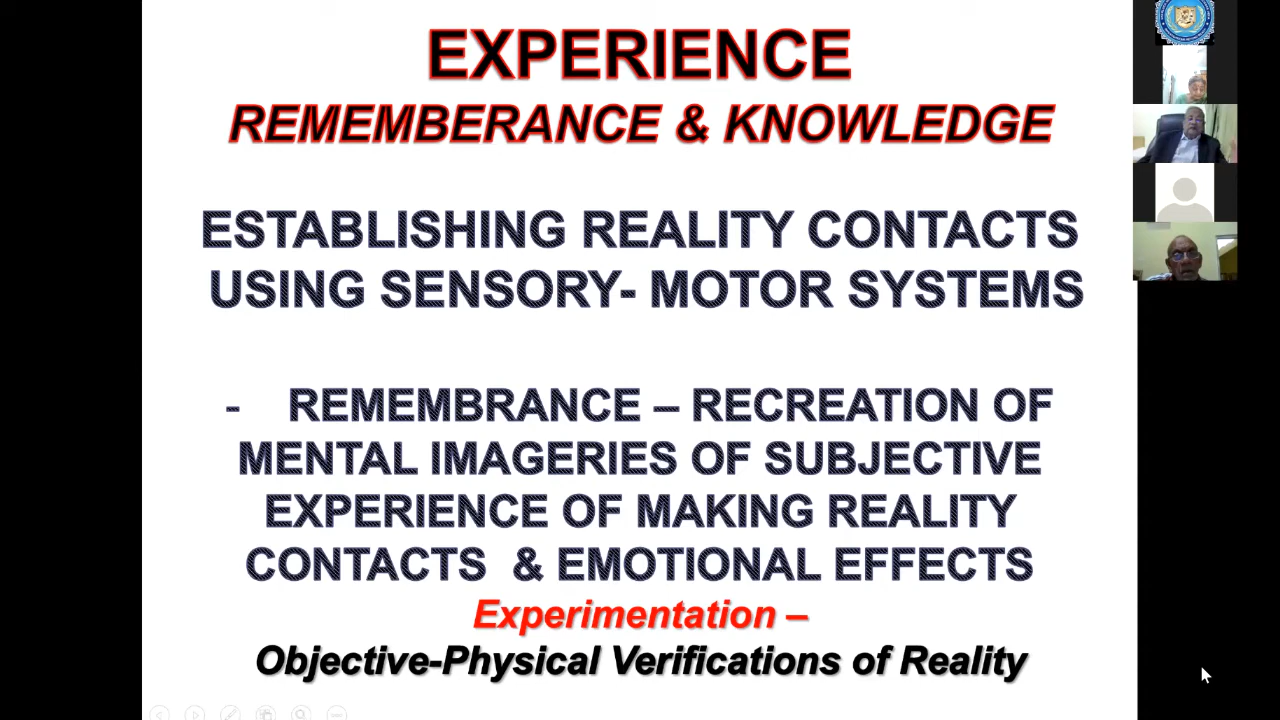 EXPERIENCE
REMEMBERANCE & KNOWLEDGE
ESTABLISHING REALITY CONTACTS
USING SENSORY- MOTOR SYSTEMS
- REMEMBRANCE – RECREATION OF
MENTAL IMAGERIES OF SUBJECTIVE
EXPERIENCE OF MAKING REALITY
CONTACTS & EMOTIONAL EFFECTS
Experimentation –
Objective-Physical Verifications of Reality